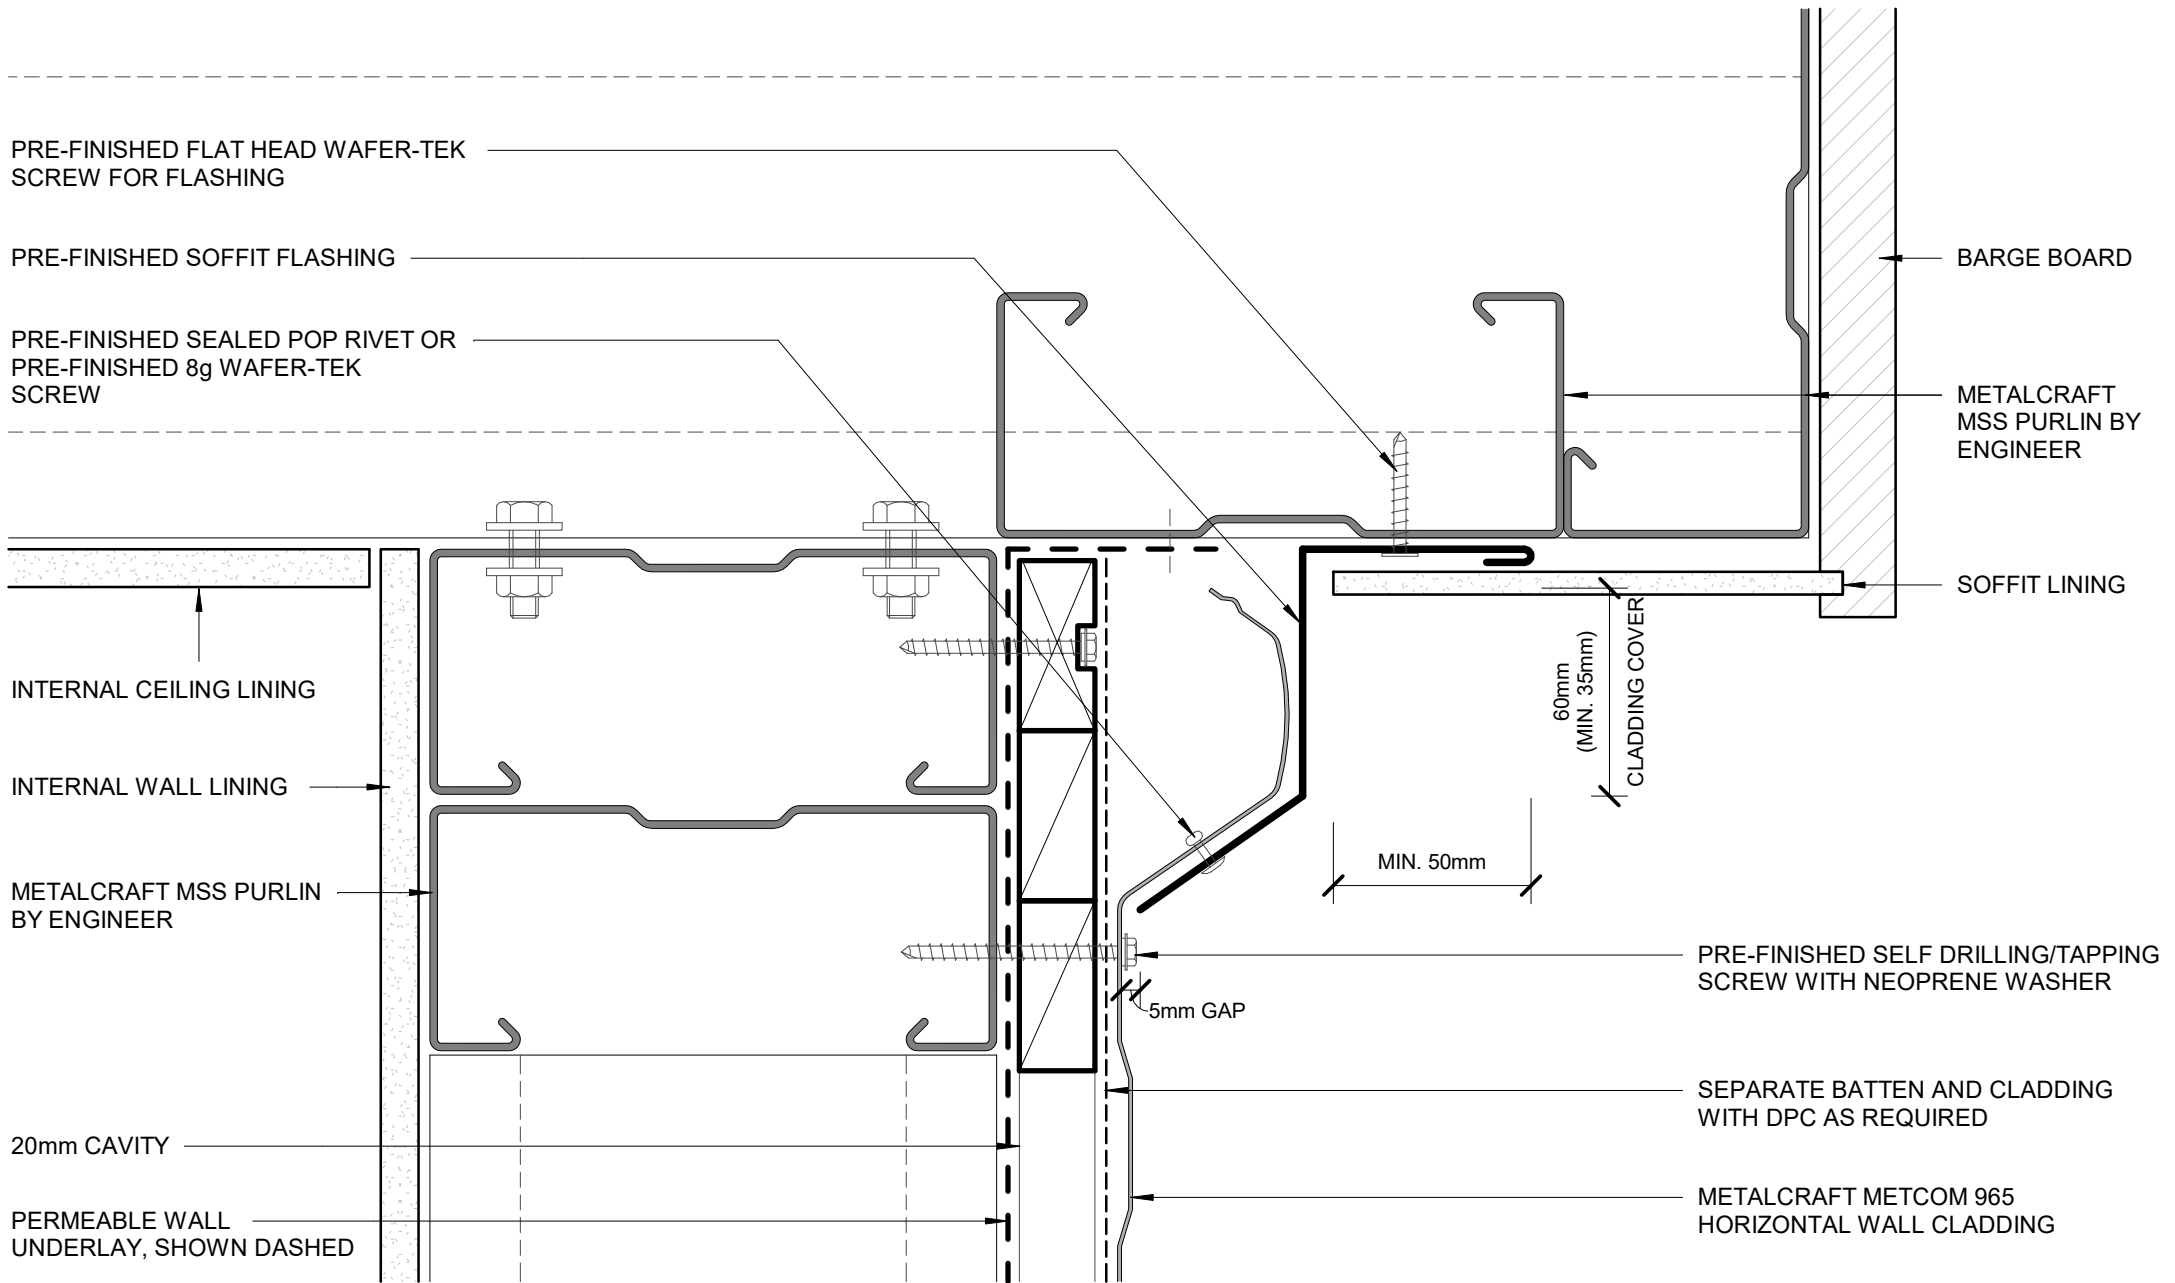 PRE-FINISHED FLAT HEAD WAFER-TEK
SCREW FOR FLASHING
PRE-FINISHED SOFFIT FLASHING
PRE-FINISHED SEALED POP RIVET OR
PRE-FINISHED 8g WAFER-TEK
SCREW
INTERNAL CEILING LINING
INTERNAL WALL LINING
METALCRAFT MSS PURLIN
BY ENGINEER
20mm CAVITY
PERMEABLE WALL
UNDERLAY, SHOWN DASHED
BARGE BOARD
METALCRAFT
MSS PURLIN BY
ENGINEER
SOFFIT LINING
60mm
(MIN. 35mm)
CLADDING COVER
MIN. 50mm
PRE-FINISHED SELF DRILLING/TAPPING
SCREW WITH NEOPRENE WASHER
5mm GAP
SEPARATE BATTEN AND CLADDING
WITH DPC AS REQUIRED
METALCRAFT METCOM 965
HORIZONTAL WALL CLADDING